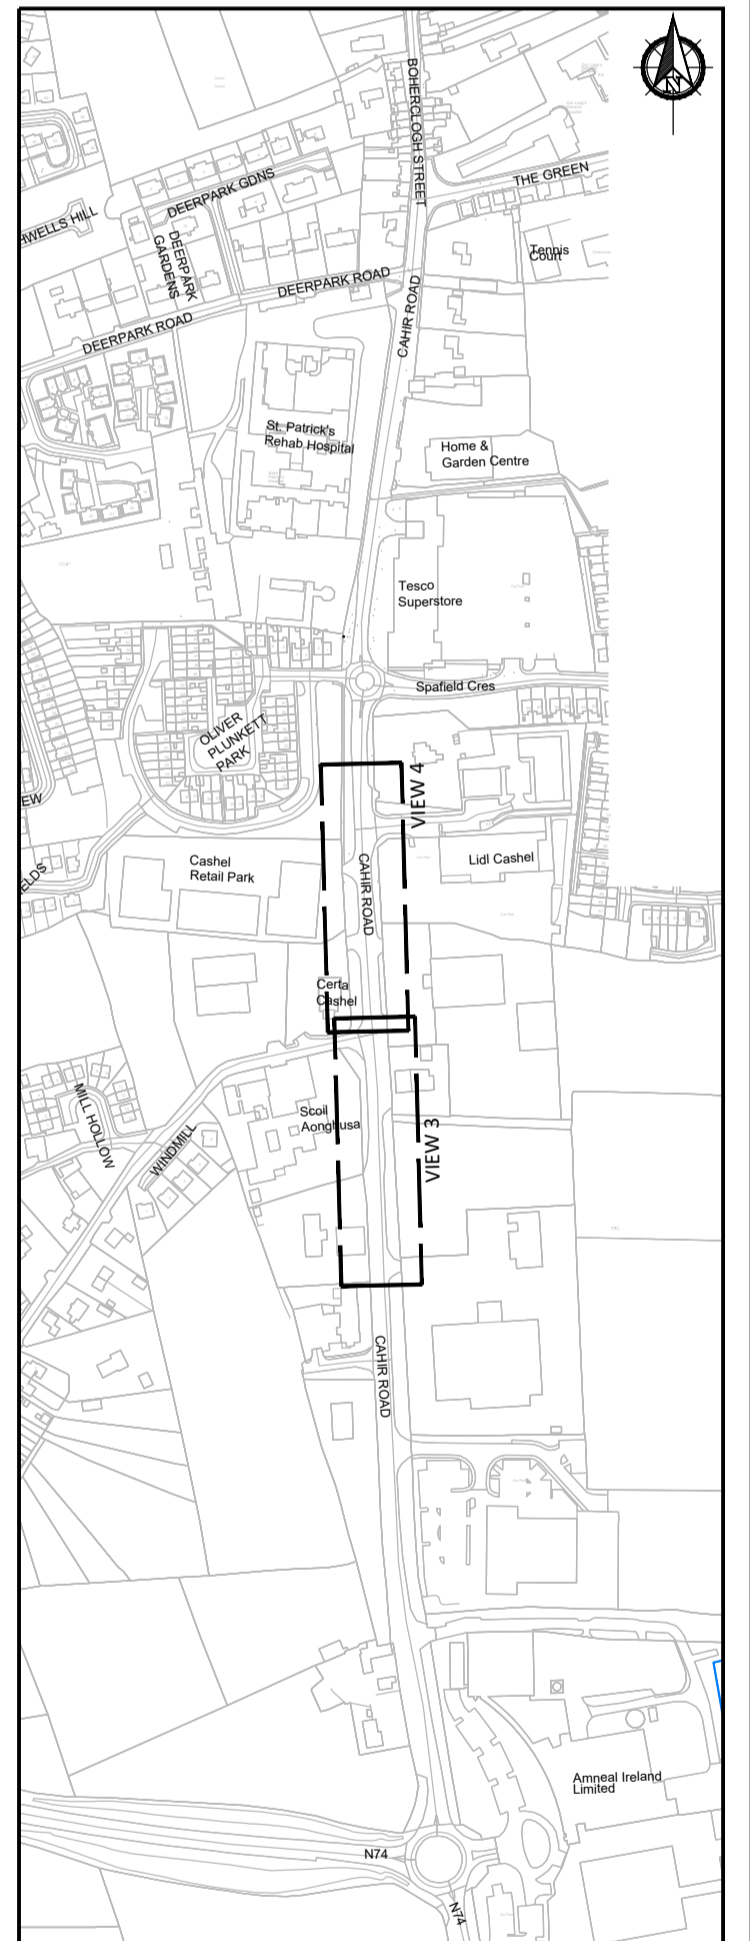 N
BOHERCLOGH STREET
THE GREEN
DEERPARK GDNS
HWELLS HILL
DEERPARK
GARDENS
Tennis
Court
DEERPARK ROAD
CAHIR ROAD
DEERPARK ROAD
St. Patrick's
Rehab Hospital
Home &
Garden Centre
Tesco
Superstore
Spafield Cres
OLIVER
PLUNKETT
PARK
VIEW 4
EW
ELDS
Cashel
Retail Park
CAHIR ROAD
Lidl Cashel
Certa
Cashel
MILL HOLLOW
WINDMILL
Scoil
Aonghusa
VIEW 3
CAHIR ROAD
Amneal Ireland
Limited
N74
N74